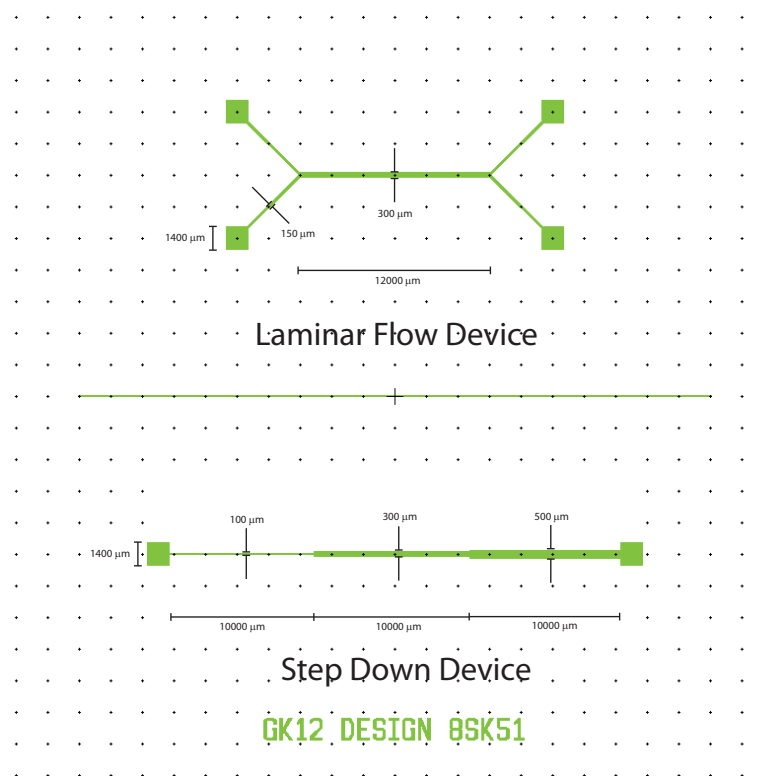 300 μm
150 μm
1400 μm
12000 μm
Laminar Flow Device
100 μm
300 μm
500 μm
1400 μm
10000 μm
10000 μm
10000 μm
Step Down Device
GK12 DESIGN 8SK51